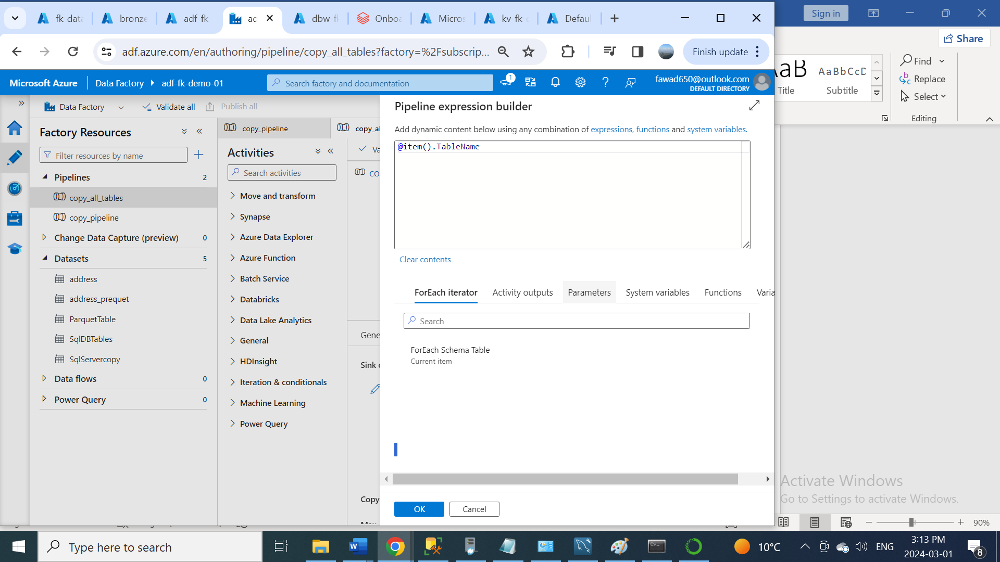 fk-data
bronze
adf-fk-
ad
dbw-fk
Onboa
Micros
kv-fk-
Defaul
Sign in
adf.azure.com/en/authoring/pipeline/copy_all_tables?factory=%2Fsubscrip...
Finish update
Share
Microsoft Azure
Data Factory
adf-fk-demo-01
Search factory and documentation
1
fawad650@outlook.com
DEFAULT DIRECTORY
AaB
AaBbCcD
Title
Subtitle
Find
Replace
Select
Editing
Data Factory
Validate all
Publish all
Factory Resources
Filter resources by name
Pipelines 2
copy_all_tables
copy_pipeline
Change Data Capture (preview) 0
Datasets 5
address
address_prequet
ParquetTable
SqlDBTables
SqlServercopy
Data flows 0
Power Query 0
copy_pipeline
copy_al
Activities
Search activities
Move and transform
Synapse
Azure Data Explorer
Azure Function
Batch Service
Databricks
Data Lake Analytics
General
HDInsight
Iteration & conditionals
Machine Learning
Power Query
Va
co
Gene
Sink d
Copy
Pipeline expression builder
Add dynamic content below using any combination of expressions, functions and system variables.
@item().TableName
Clear contents
ForEach iterator
Activity outputs
Parameters
System variables
Functions
Varia
Search
ForEach Schema Table
Current item
OK
Cancel
Activate Windows
Go to Settings to activate Windows.
90%
Type here to search
10°C
ENG
3:13 PM
2024-03-01
8